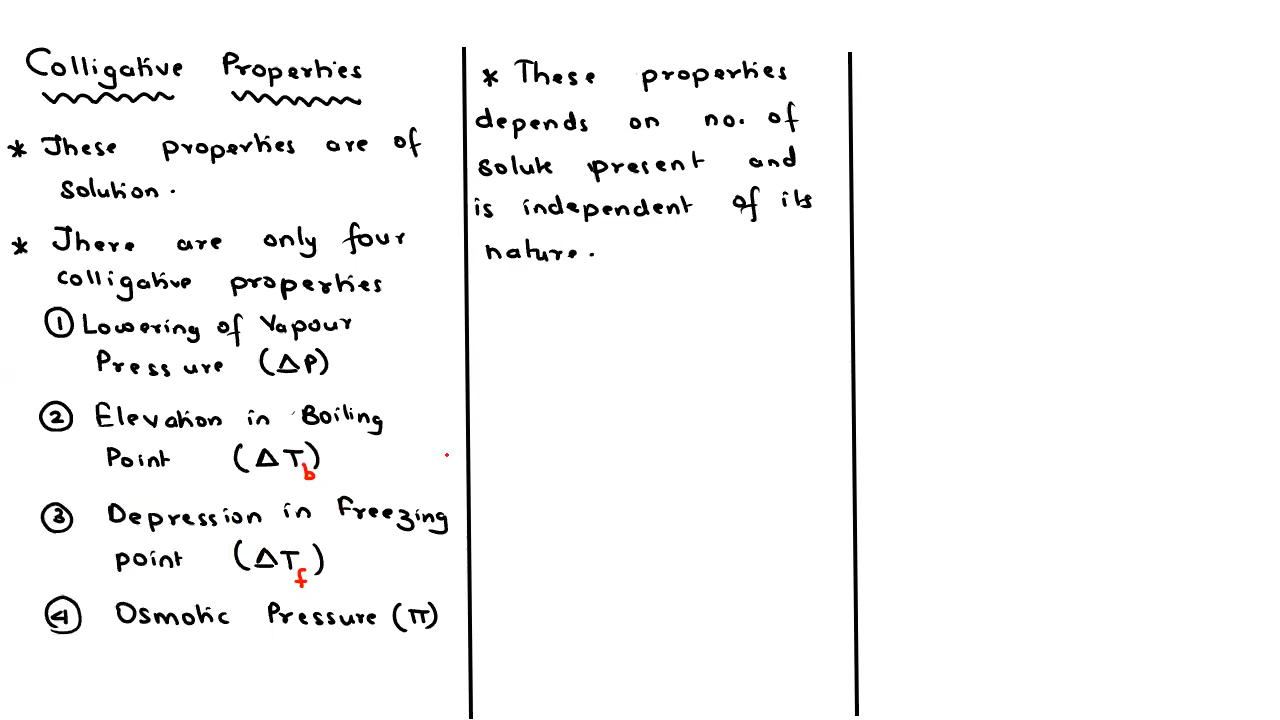 Colligative Properties
* These properties are of
solution.
* There are only four
colligative properties
① Lowering of Vapour
Pressure (ΔP)
② Elevation in Boiling
Point (ΔTb)
③ Depression in Freezing
point (ΔTf)
④ Osmotic Pressure (π)
* These properties
depends on no. of
solute present and
is independent of its
nature.